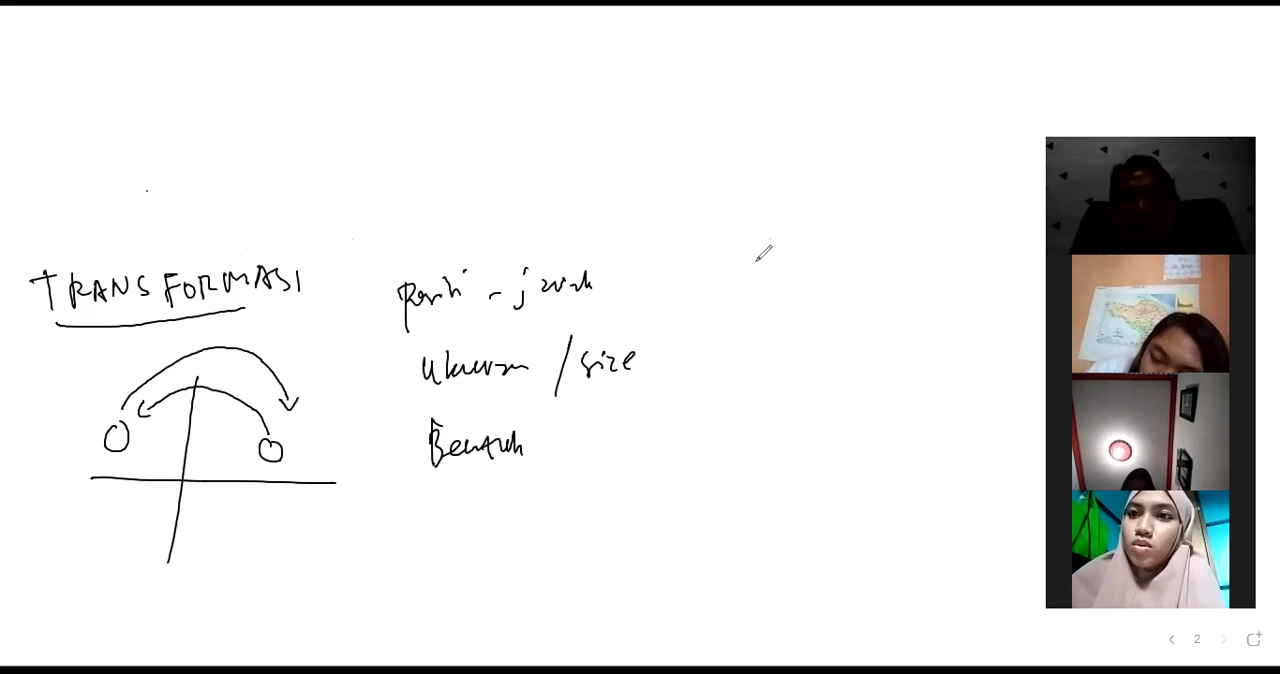 TRANSFORMASI
Posisi - jarak
Ukuran / size
Bentuk
2